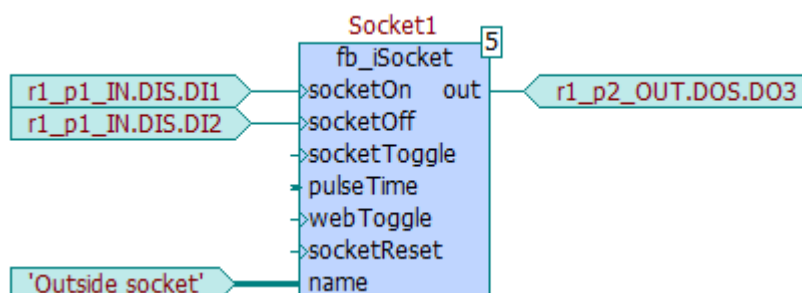 Socket1
5
fb_iSocket
r1_p1_IN.DIS.DI1 socketOn out r1_p2_OUT.DOS.DO3
r1_p1_IN.DIS.DI2 socketOff
socketToggle
pulseTime
webToggle
socketReset
'Outside socket' name